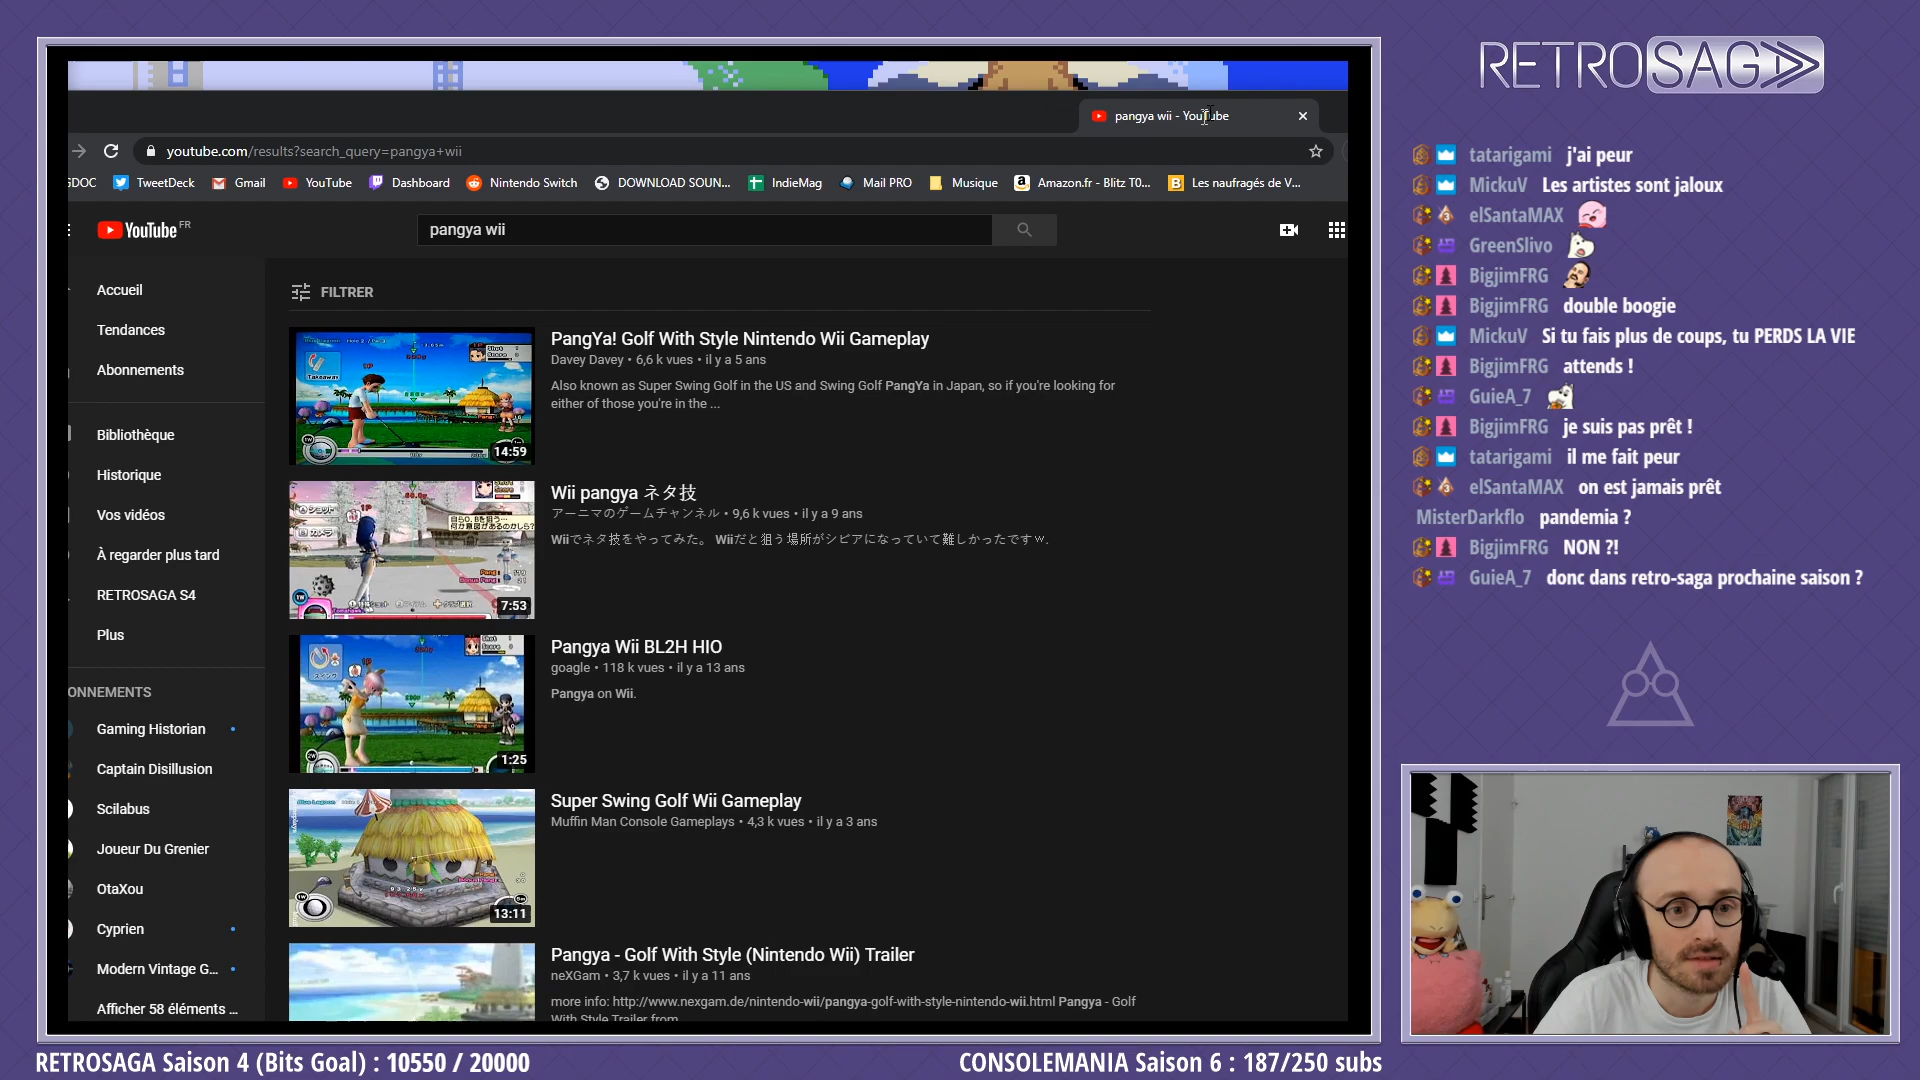 RETROSAGA
pangya wii - YouTube
youtube.com/results?search_query=pangya+wii
GDOC TweetDeck Gmail YouTube Dashboard Nintendo Switch DOWNLOAD SOUN... IndieMag Mail PRO Musique Amazon.fr - Blitz T0... Les naufragés de V...
YouTube FR
pangya wii
Accueil
Tendances
Abonnements
Bibliothèque
Historique
Vos vidéos
À regarder plus tard
RETROSAGA S4
Plus
ONNEMENTS
Gaming Historian
Captain Disillusion
Scilabus
Joueur Du Grenier
OtaXou
Cyprien
Modern Vintage G...
Afficher 58 éléments ...
FILTRER
PangYa! Golf With Style Nintendo Wii Gameplay
Davey Davey • 6,6 k vues • il y a 5 ans
Also known as Super Swing Golf in the US and Swing Golf PangYa in Japan, so if you're looking for
either of those you're in the ...
14:59
Wii pangya ネタ技
アーニマのゲームチャンネル • 9,6 k vues • il y a 9 ans
Wiiでネタ技をやってみた。 Wiiだと狙う場所がシビアになっていて難しかったですw.
7:53
Pangya Wii BL2H HIO
goagle • 118 k vues • il y a 13 ans
Pangya on Wii.
1:25
Super Swing Golf Wii Gameplay
Muffin Man Console Gameplays • 4,3 k vues • il y a 3 ans
13:11
Pangya - Golf With Style (Nintendo Wii) Trailer
neXGam • 3,7 k vues • il y a 11 ans
more info: http://www.nexgam.de/nintendo-wii/pangya-golf-with-style-nintendo-wii.html Pangya - Golf
With Style Trailer from
tatarigami j'ai peur
MickuV Les artistes sont jaloux
elSantaMAX
GreenSlivo
BigjimFRG
BigjimFRG double boogie
MickuV Si tu fais plus de coups, tu PERDS LA VIE
BigjimFRG attends !
GuieA_7
BigjimFRG je suis pas prêt !
tatarigami il me fait peur
elSantaMAX on est jamais prêt
MisterDarkflo pandemia ?
BigjimFRG NON ?!
GuieA_7 donc dans retro-saga prochaine saison ?
RETROSAGA Saison 4 (Bits Goal) : 10550 / 20000
CONSOLEMANIA Saison 6 : 187/250 subs